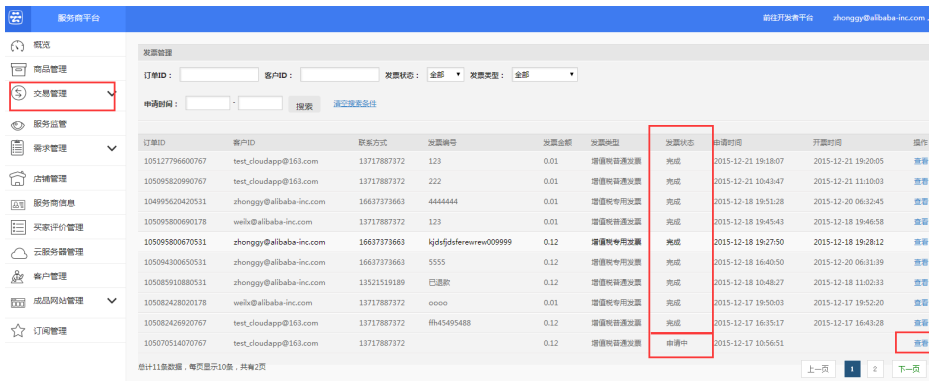 服务商平台 前往开发者平台 zhonggy@alibaba-inc.com
概览
商品管理
交易管理
服务监管
需求管理
店铺管理
服务商信息
买家评价管理
云服务器管理
客户管理
成品网站管理
订阅管理
发票管理
订单ID： 客户ID： 发票状态： 全部 发票类型： 全部
申请时间： - 搜索 清空搜索条件
订单ID 客户ID 联系方式 发票编号 发票金额 发票类型 发票状态 申请时间 开票时间 操作
105127796600767 test_cloudapp@163.com 13717887372 123 0.01 增值税普通发票 完成 2015-12-21 19:18:07 2015-12-21 19:20:05 查看
105095820990767 test_cloudapp@163.com 13717887372 222 0.01 增值税普通发票 完成 2015-12-21 10:43:47 2015-12-21 11:10:03 查看
104995620420531 zhonggy@alibaba-inc.com 16637373663 4444444 0.01 增值税专用发票 完成 2015-12-18 19:51:28 2015-12-20 06:32:45 查看
105095800690178 weilx@alibaba-inc.com 13717887372 123 0.01 增值税普通发票 完成 2015-12-18 19:45:43 2015-12-18 19:46:58 查看
105095800670531 zhonggy@alibaba-inc.com 16637373663 kjdsfjdsferewrew009999 0.12 增值税专用发票 完成 2015-12-18 19:27:50 2015-12-18 19:28:12 查看
105094300650531 zhonggy@alibaba-inc.com 16637373663 5555 0.12 增值税专用发票 完成 2015-12-18 16:40:50 2015-12-20 06:31:39 查看
105085910880531 zhonggy@alibaba-inc.com 13521519189 已退款 0.12 增值税普通发票 完成 2015-12-18 10:48:27 2015-12-18 11:02:33 查看
105082428020178 weilx@alibaba-inc.com 13717887372 oooo 0.01 增值税专用发票 完成 2015-12-17 19:50:03 2015-12-17 19:52:20 查看
105082426920767 test_cloudapp@163.com 13717887372 ffh45495488 0.12 增值税普通发票 完成 2015-12-17 16:35:17 2015-12-17 16:43:28 查看
105070514070767 test_cloudapp@163.com 13717887372 0.12 增值税普通发票 申请中 2015-12-17 10:56:51 查看
总计11条数据，每页显示10条，共有2页 上一页 1 2 下一页